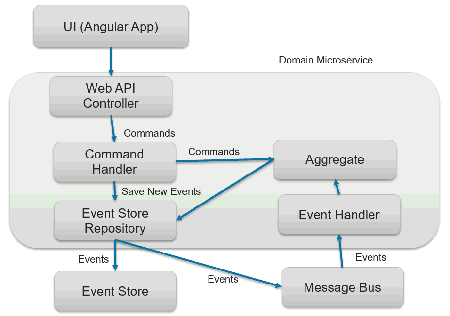 UI (Angular App)
Domain Microservice
Web API
Controller
Commands
Command
Handler
Commands
Aggregate
Save New Events
Event Store
Repository
Event Handler
Events
Events
Events
Event Store
Message Bus